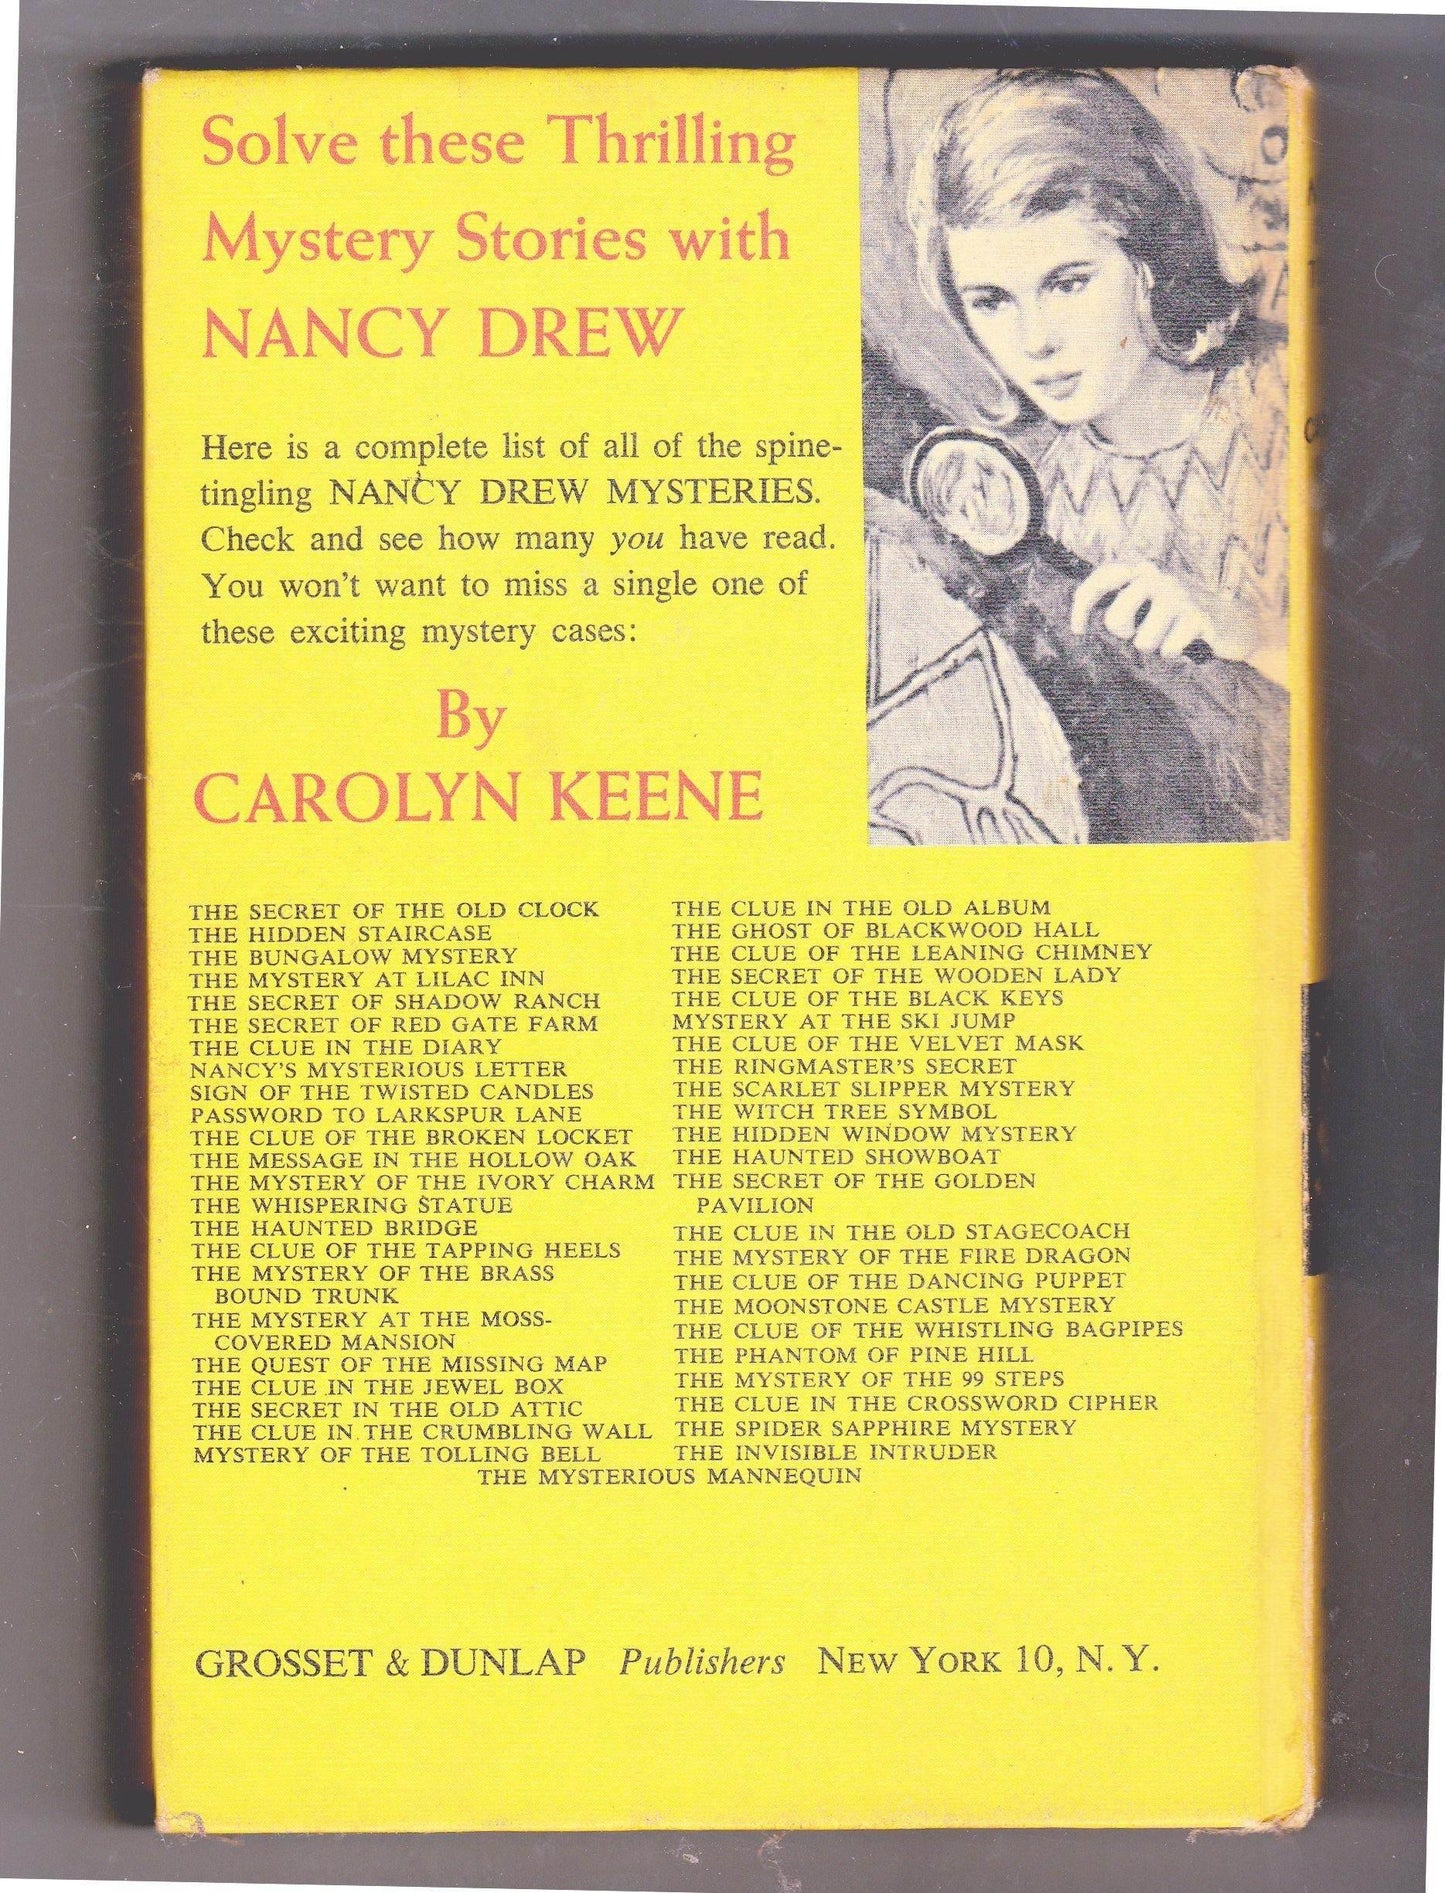 Solve these Thrilling
Mystery Stories with
NANCY DREW
Here is a complete list of all of the spine-
tingling NANCY DREW MYSTERIES.
Check and see how many you have read.
You won't want to miss a single one of
these exciting mystery cases:
By
CAROLYN KEENE
THE SECRET OF THE OLD CLOCK
THE HIDDEN STAIRCASE
THE BUNGALOW MYSTERY
THE MYSTERY AT LILAC INN
THE SECRET OF SHADOW RANCH
THE SECRET OF RED GATE FARM
THE CLUE IN THE DIARY
NANCY'S MYSTERIOUS LETTER
SIGN OF THE TWISTED CANDLES
PASSWORD TO LARKSPUR LANE
THE CLUE OF THE BROKEN LOCKET
THE MESSAGE IN THE HOLLOW OAK
THE MYSTERY OF THE IVORY CHARM
THE WHISPERING STATUE
THE HAUNTED BRIDGE
THE CLUE OF THE TAPPING HEELS
THE MYSTERY OF THE BRASS
BOUND TRUNK
THE MYSTERY AT THE MOSS-
COVERED MANSION
THE QUEST OF THE MISSING MAP
THE CLUE IN THE JEWEL BOX
THE SECRET IN THE OLD ATTIC
THE CLUE IN THE CRUMBLING WALL
MYSTERY OF THE TOLLING BELL
THE CLUE IN THE OLD ALBUM
THE GHOST OF BLACKWOOD HALL
THE CLUE OF THE LEANING CHIMNEY
THE SECRET OF THE WOODEN LADY
THE CLUE OF THE BLACK KEYS
MYSTERY AT THE SKI JUMP
THE CLUE OF THE VELVET MASK
THE RINGMASTER'S SECRET
THE SCARLET SLIPPER MYSTERY
THE WITCH TREE SYMBOL
THE HIDDEN WINDOW MYSTERY
THE HAUNTED SHOWBOAT
THE SECRET OF THE GOLDEN
PAVILION
THE CLUE IN THE OLD STAGECOACH
THE MYSTERY OF THE FIRE DRAGON
THE CLUE OF THE DANCING PUPPET
THE MOONSTONE CASTLE MYSTERY
THE CLUE OF THE WHISTLING BAGPIPES
THE PHANTOM OF PINE HILL
THE MYSTERY OF THE 99 STEPS
THE CLUE IN THE CROSSWORD CIPHER
THE SPIDER SAPPHIRE MYSTERY
THE INVISIBLE INTRUDER
THE MYSTERIOUS MANNEQUIN
GROSSET & DUNLAP Publishers NEW YORK 10, N. Y.